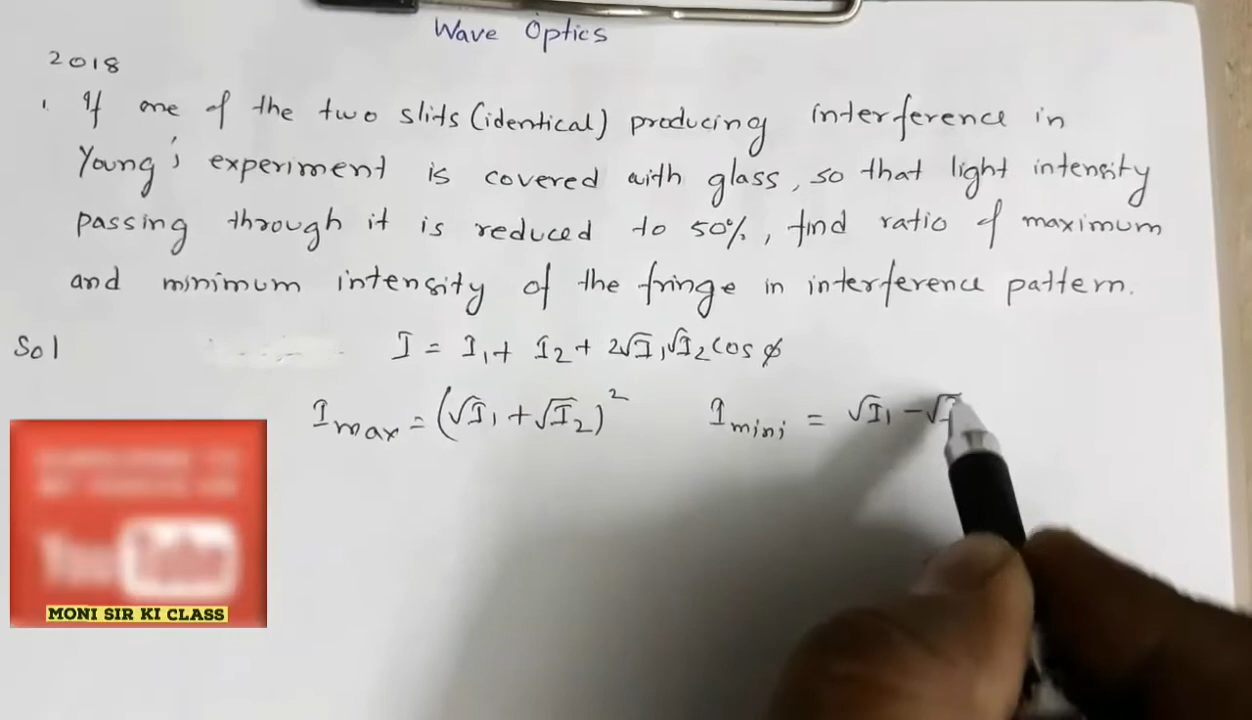 Wave Optics
2018
1. If one of the two slits (identical) producing interference in
Young's experiment is covered with glass, so that light intensity
passing through it is reduced to 50%, find ratio of maximum
and minimum intensity of the fringe in interference pattern.
Sol I = I₁ + I₂ + 2√I₁√I₂ cos φ
I max = (√I₁ + √I₂)² I mini = √I₁ - √
MONI SIR KI CLASS